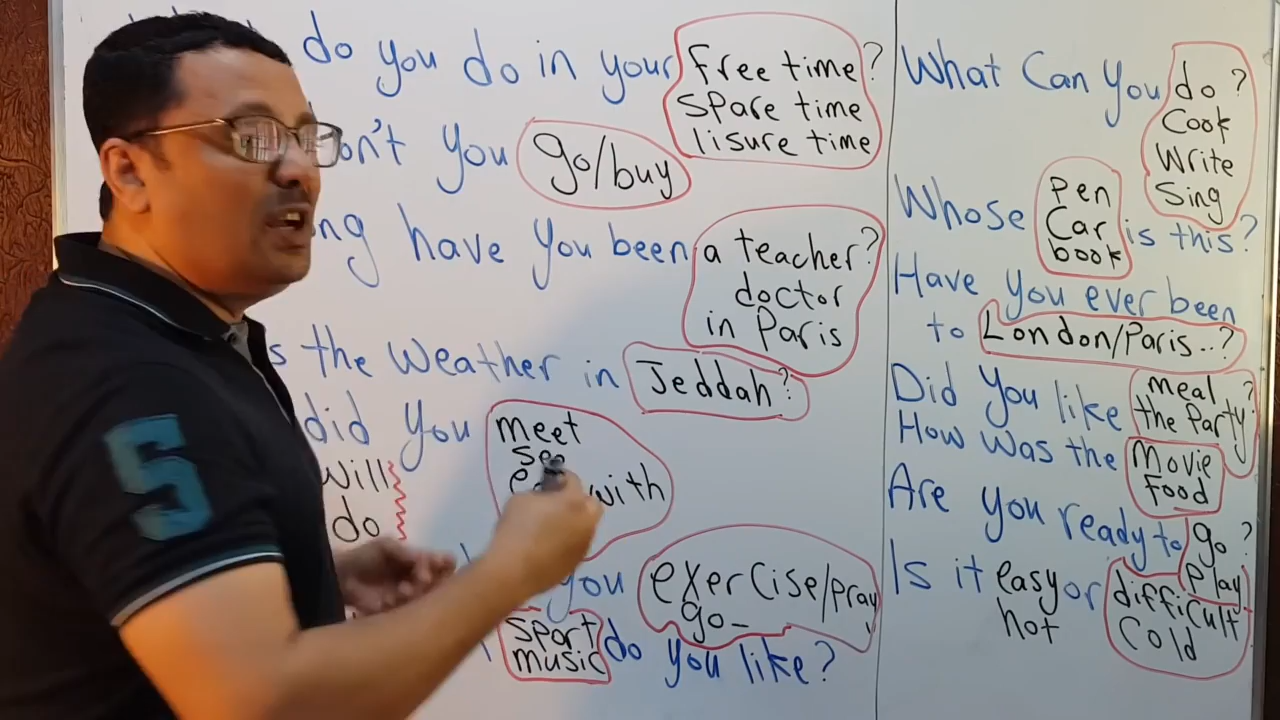 do you do in your free time?
spare time
lisure time
on't you go/buy
ng have you been a teacher?
doctor
in Paris
s the Weather in Jeddah?
did you meet
with
will
do
you exercise/pray
go_
sport
music do you like?
What Can You do?
Cook
Write
Sing
Whose pen
Car
book is this?
Have you ever been
to London/Paris..?
Did You like meal
the Party?
How Was the Movie
food
Are you ready to go?
Play
Is it easy or difficult
hot Cold
5